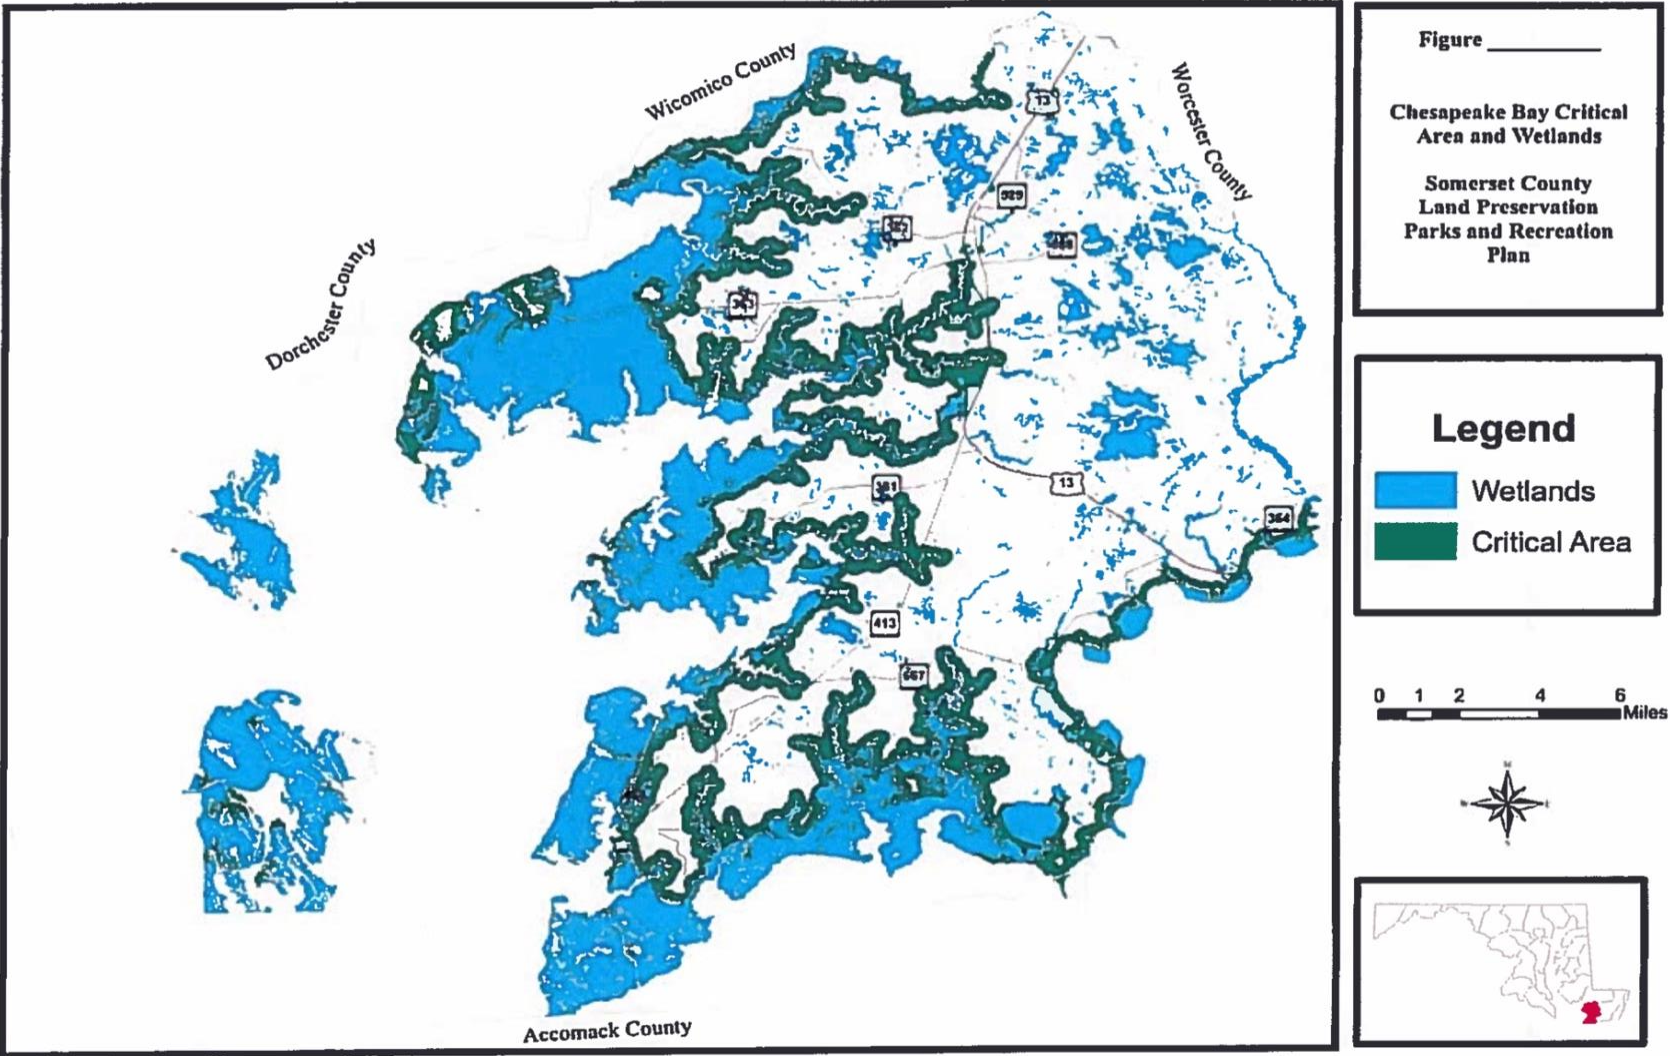 Wicomico County
Worcester County
Dorchester County
Accomack County
13
529
362
363
361
13
364
413
667
Figure
Chesapeake Bay Critical
Area and Wetlands
Somerset County
Land Preservation
Parks and Recreation
Plan
Legend
Wetlands
Critical Area
0 1 2 4 6
Miles